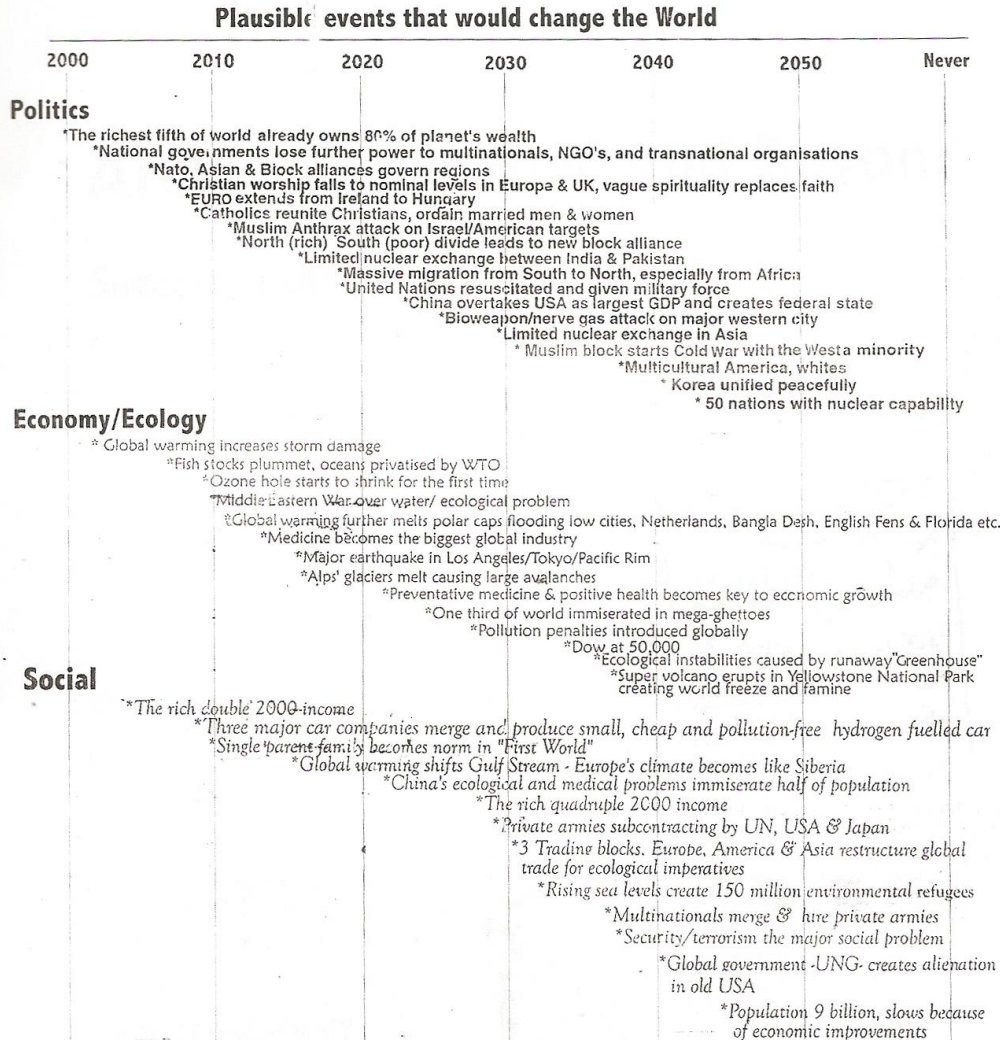 Plausible events that would change the World
2000 2010 2020 2030 2040 2050 Never
Politics
*The richest fifth of world already owns 80% of planet's wealth
*National governments lose further power to multinationals, NGO's, and transnational organisations
*Nato, Asian & Block alliances govern regions
*Christian worship falls to nominal levels in Europa & UK, vague spirituality replaces faith
*EURO extends from Ireland to Hungary
*Catholics reunite Christians, ordain married men & women
*Muslim Anthrax attack on Israel/American targets
*North (rich) South (poor) divide leads to new block alliance
*Limited nuclear exchange between India & Pakistan
*Massive migration from South to North, especially from Africa
*United Nations resuscitated and given military force
*China overtakes USA as largest GDP and creates federal state
*Bioweapon/nerve gas attack on major western city
*Limited nuclear exchange in Asia
* Muslim block starts Cold War with the West a minority
*Multicultural America, whites
* Korea unified peacefully
* 50 nations with nuclear capability
Economy/Ecology
* Global warming increases storm damage
*Fish stocks plummet, oceans privatised by WTO
*Ozone hole starts to shrink for the first time
*Middle Eastern War over water/ ecological problem
*Global warming further melts polar caps flooding low cities, Netherlands, Bangla Desh, English Fens & Florida etc.
*Medicine becomes the biggest global industry
*Major earthquake in Los Angeles/Tokyo/Pacific Rim
*Alps' glaciers melt causing large avalanches
*Preventative medicine & positive health becomes key to economic growth
*One third of world immiserated in mega-ghettoes
*Pollution penalties introduced globally
*Dow at 50,000
*Ecological instabilities caused by runaway"Greenhouse"
*Super volcano erupts in Yellowstone National Park
creating world freeze and famine
Social
*The rich double 2000-income
*Three major car companies merge and produce small, cheap and pollution-free hydrogen fuelled car
*Single parent family becomes norm in "First World"
*Global warming shifts Gulf Stream - Europe's climate becomes like Siberia
*China's ecological and medical problems immiserate half of population
*The rich quadruple 2000 income
*Private armies subcontracting by UN, USA & Japan
*3 Trading blocks. Europe, America & Asia restructure global
trade for ecological imperatives
*Rising sea levels create 150 million environmental refugees
*Multinationals merge & hire private armies
*Security/terrorism the major social problem
*Global government -UNG- creates alienation
in old USA
*Population 9 billion, slows because
of economic improvements